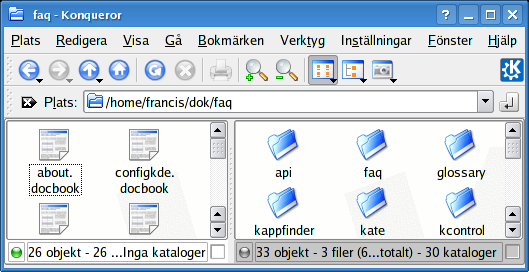 faq - Konqueror
Plats Redigera Visa Gå Bokmärken Verktyg Inställningar Fönster Hjälp
Plats: /home/francis/dok/faq
about.docbook configkde.docbook
api faq glossary
kappfinder kate kcontrol
26 objekt - 26 ...Inga kataloger
33 objekt - 3 filer (6...totalt) - 30 kataloger